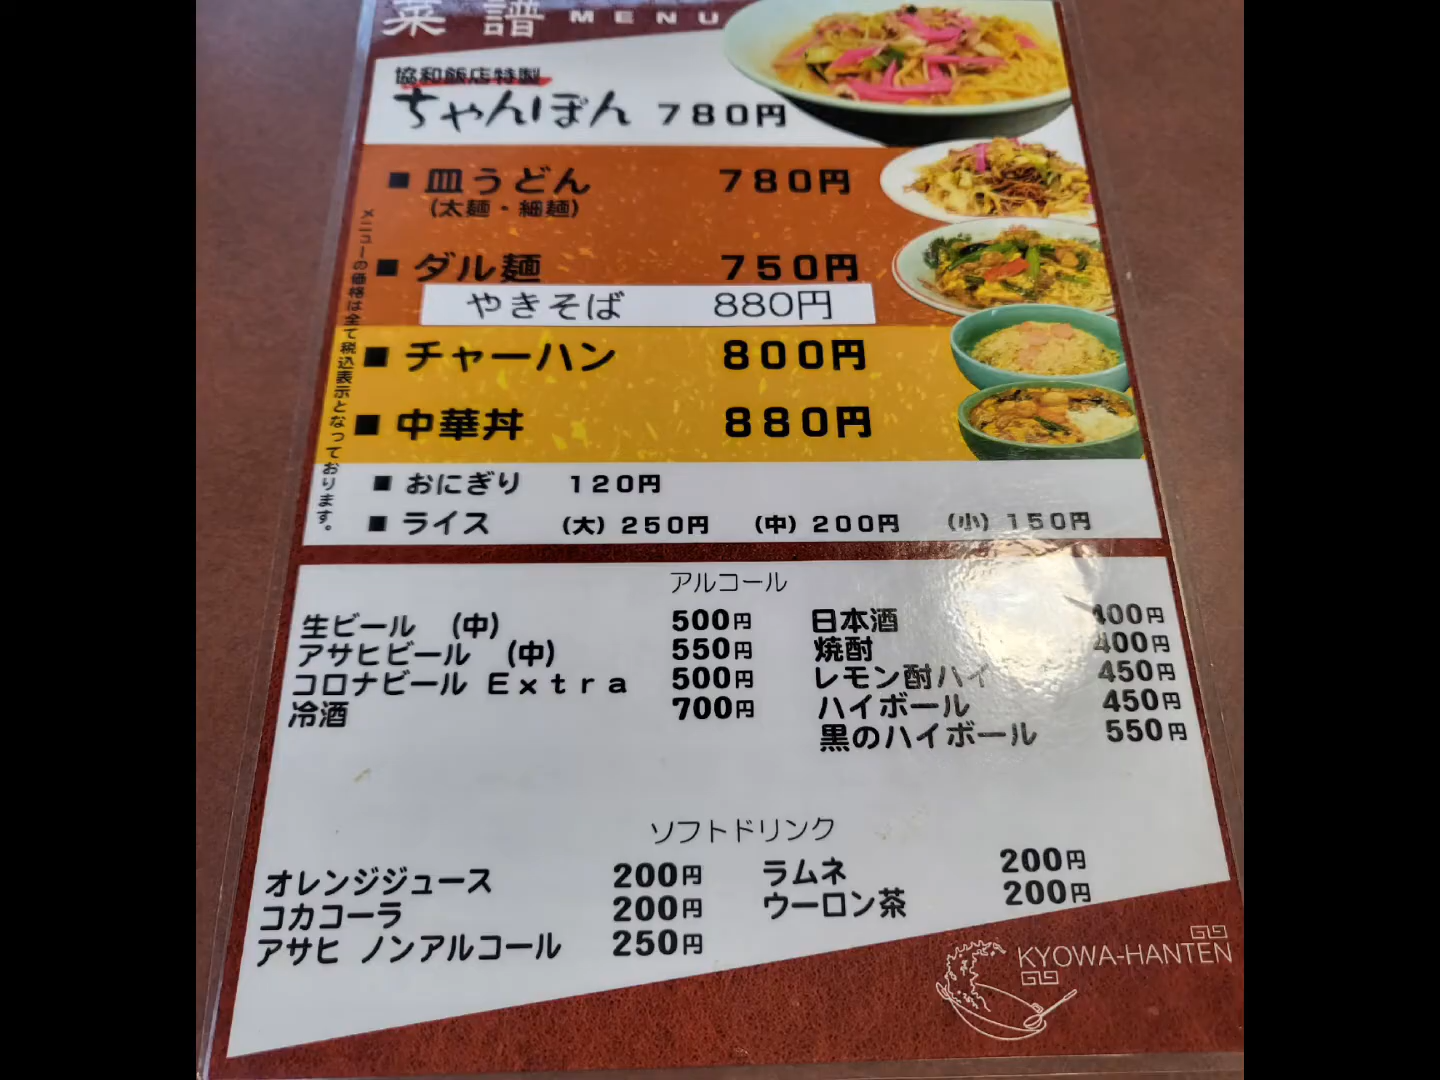 菜譜 MENU
協和飯店特製
ちゃんぽん 780円
■ 皿うどん 780円
(太麺・細麺)
■ ダル麺 750円
やきそば 880円
■ チャーハン 800円
■ 中華丼 880円
■ おにぎり 120円
■ ライス (大) 250円 (中) 200円 (小) 150円
メニューの価格は全て税込表示となっております。
アルコール
生ビール (中) 500円
アサヒビール (中) 550円
コロナビール Extra 500円
冷酒 700円
日本酒 400円
焼酎 400円
レモン酎ハイ 450円
ハイボール 450円
黒のハイボール 550円
ソフトドリンク
オレンジジュース 200円
コカコーラ 200円
アサヒ ノンアルコール 250円
ラムネ 200円
ウーロン茶 200円
KYOWA-HANTEN